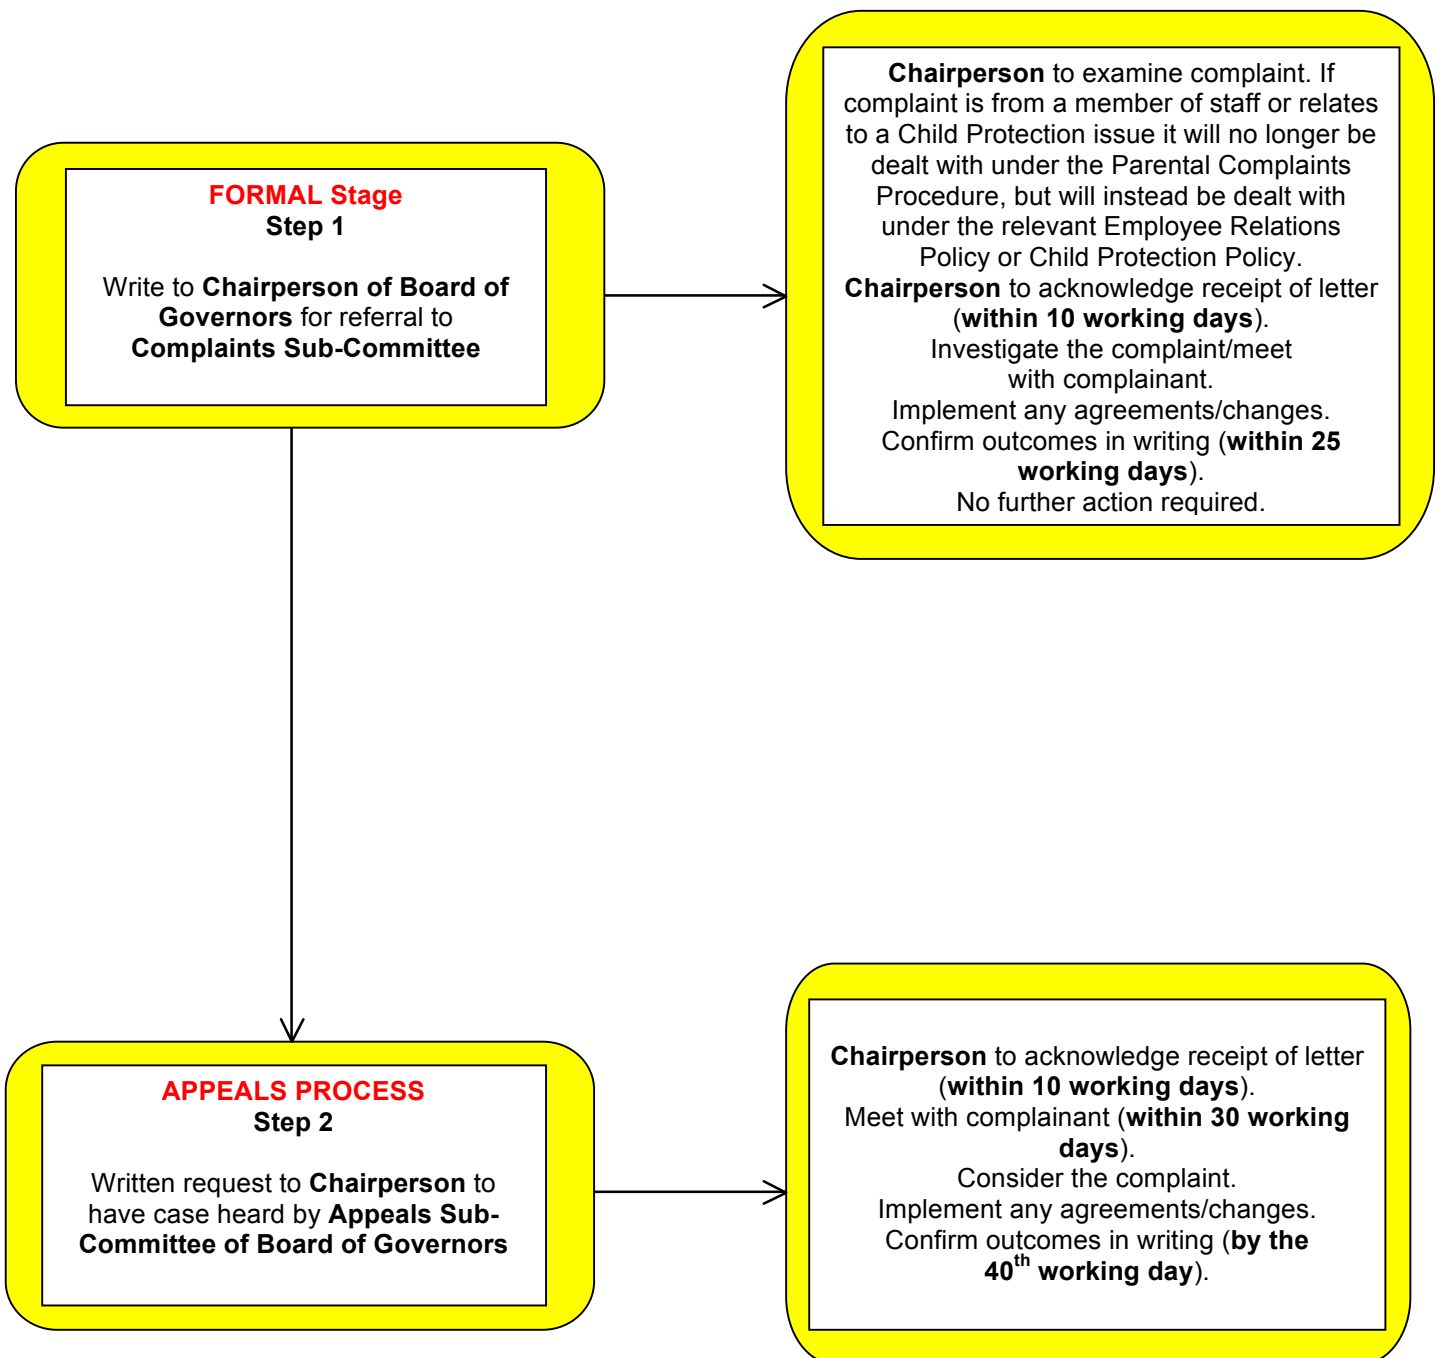 FORMAL Stage
Step 1
Write to Chairperson of Board of
Governors for referral to
Complaints Sub-Committee
Chairperson to examine complaint. If
complaint is from a member of staff or relates
to a Child Protection issue it will no longer be
dealt with under the Parental Complaints
Procedure, but will instead be dealt with
under the relevant Employee Relations
Policy or Child Protection Policy.
Chairperson to acknowledge receipt of letter
(within 10 working days).
Investigate the complaint/meet
with complainant.
Implement any agreements/changes.
Confirm outcomes in writing (within 25
working days).
No further action required.
APPEALS PROCESS
Step 2
Written request to Chairperson to
have case heard by Appeals Sub-
Committee of Board of Governors
Chairperson to acknowledge receipt of letter
(within 10 working days).
Meet with complainant (within 30 working
days).
Consider the complaint.
Implement any agreements/changes.
Confirm outcomes in writing (by the
40th working day).